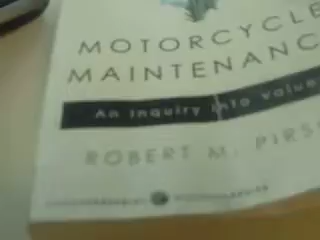 MOTORCYCLE
MAINTENANC
An Inquiry into Value
ROBERT M. PIRS